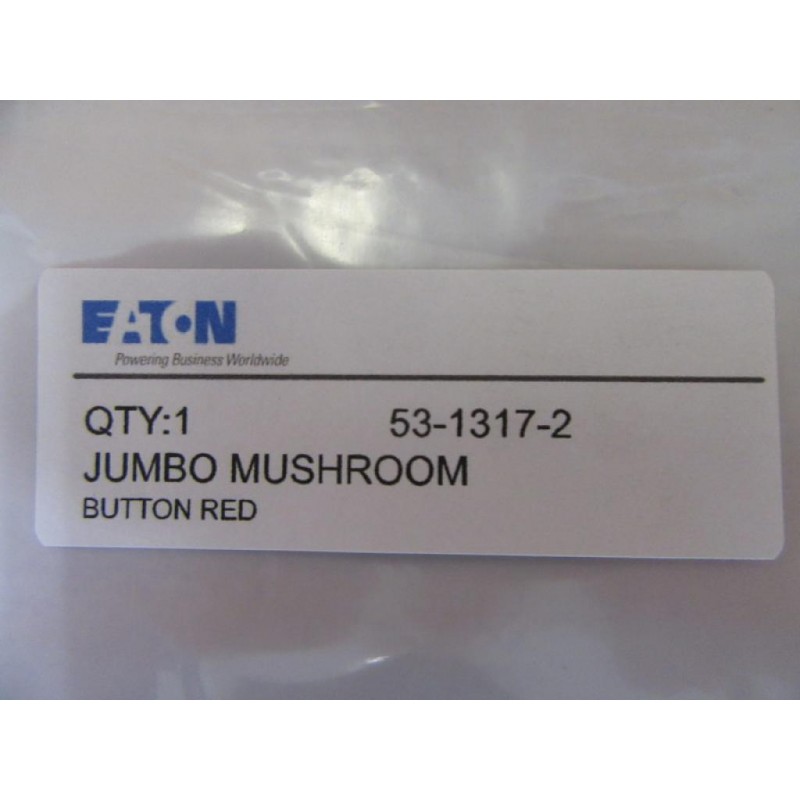 EATON
Powering Business Worldwide
QTY:1 53-1317-2
JUMBO MUSHROOM
BUTTON RED